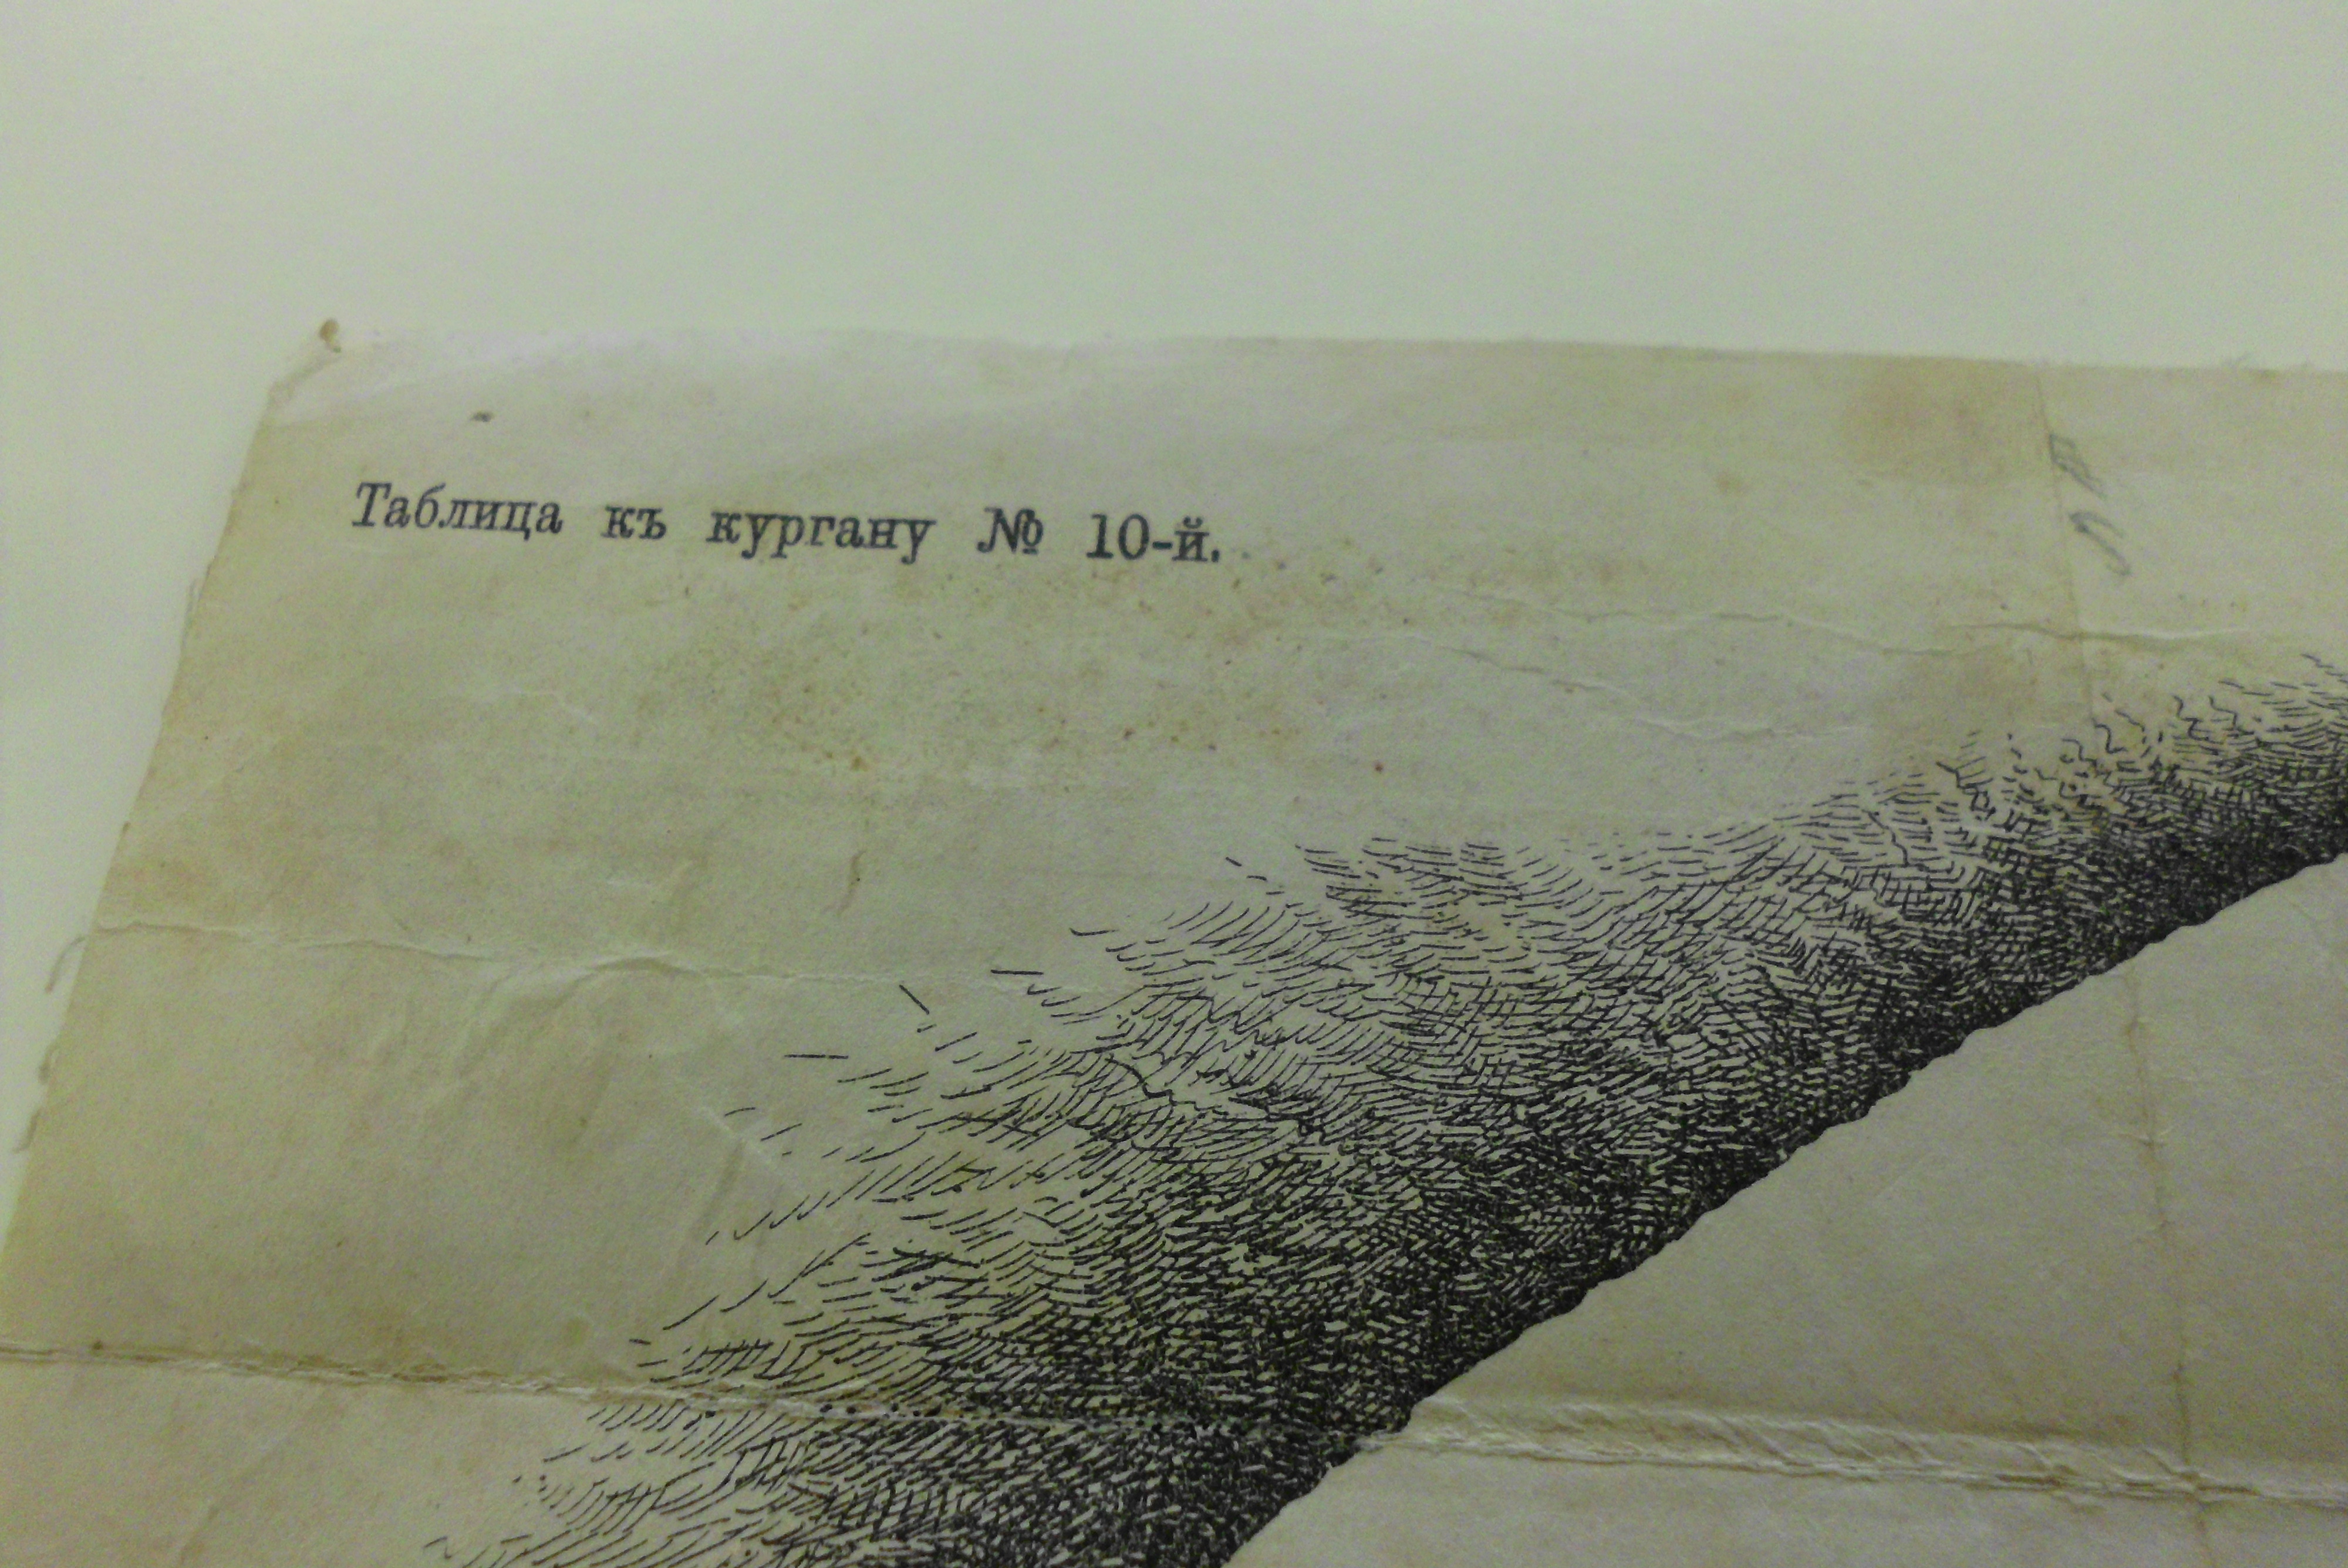 Таблица къ кургану № 10-й.